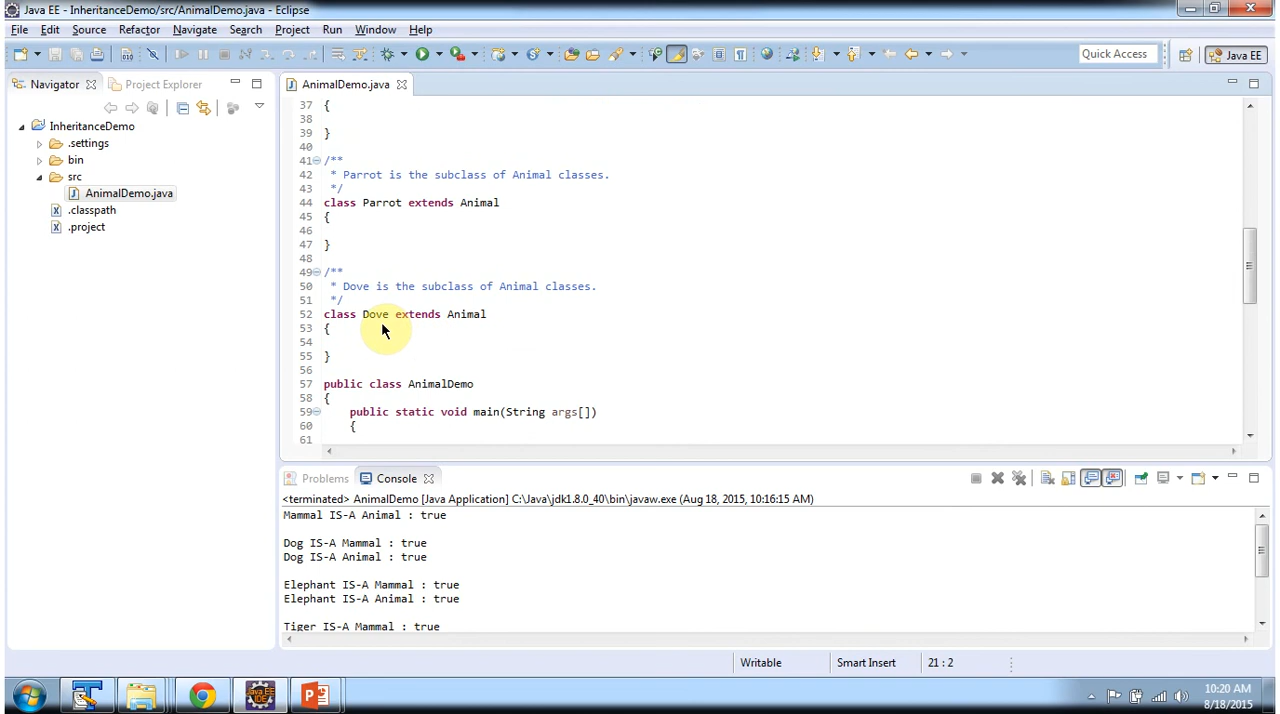 Java EE - InheritanceDemo/src/AnimalDemo.java - Eclipse
File Edit Source Refactor Navigate Search Project Run Window Help
Quick Access
Java EE
Navigator
Project Explorer
AnimalDemo.java
InheritanceDemo
.settings
bin
src
AnimalDemo.java
.classpath
.project
37 {
38
39 }
40
41 /**
42 * Parrot is the subclass of Animal classes.
43 */
44 class Parrot extends Animal
45 {
46
47 }
48
49 /**
50 * Dove is the subclass of Animal classes.
51 */
52 class Dove extends Animal
53 {
54
55 }
56
57 public class AnimalDemo
58 {
59 public static void main(String args[])
60 {
61
Problems Console
<terminated> AnimalDemo [Java Application] C:\Java\jdk1.8.0_40\bin\javaw.exe (Aug 18, 2015, 10:16:15 AM)
Mammal IS-A Animal : true
Dog IS-A Mammal : true
Dog IS-A Animal : true
Elephant IS-A Mammal : true
Elephant IS-A Animal : true
Tiger IS-A Mammal : true
Writable
Smart Insert
21 : 2
10:20 AM
8/18/2015